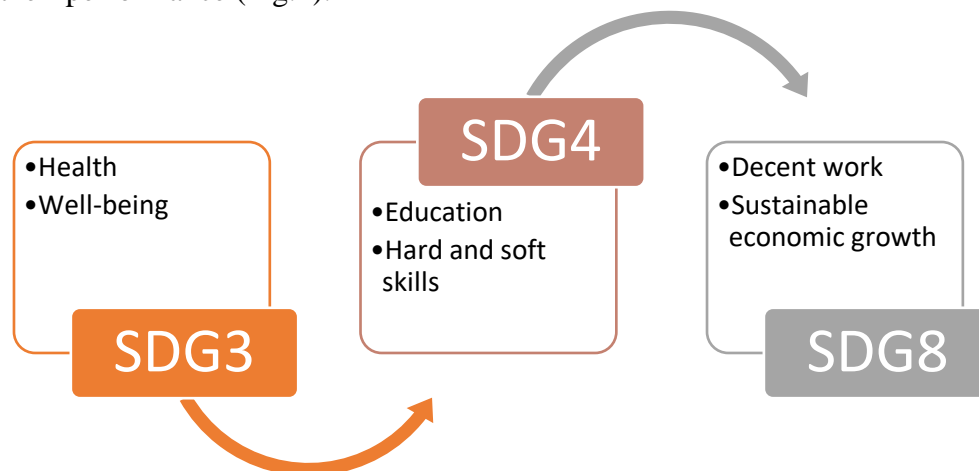 •Health
•Well-being
SDG3
SDG4
•Education
•Hard and soft
skills
•Decent work
•Sustainable
economic growth
SDG8